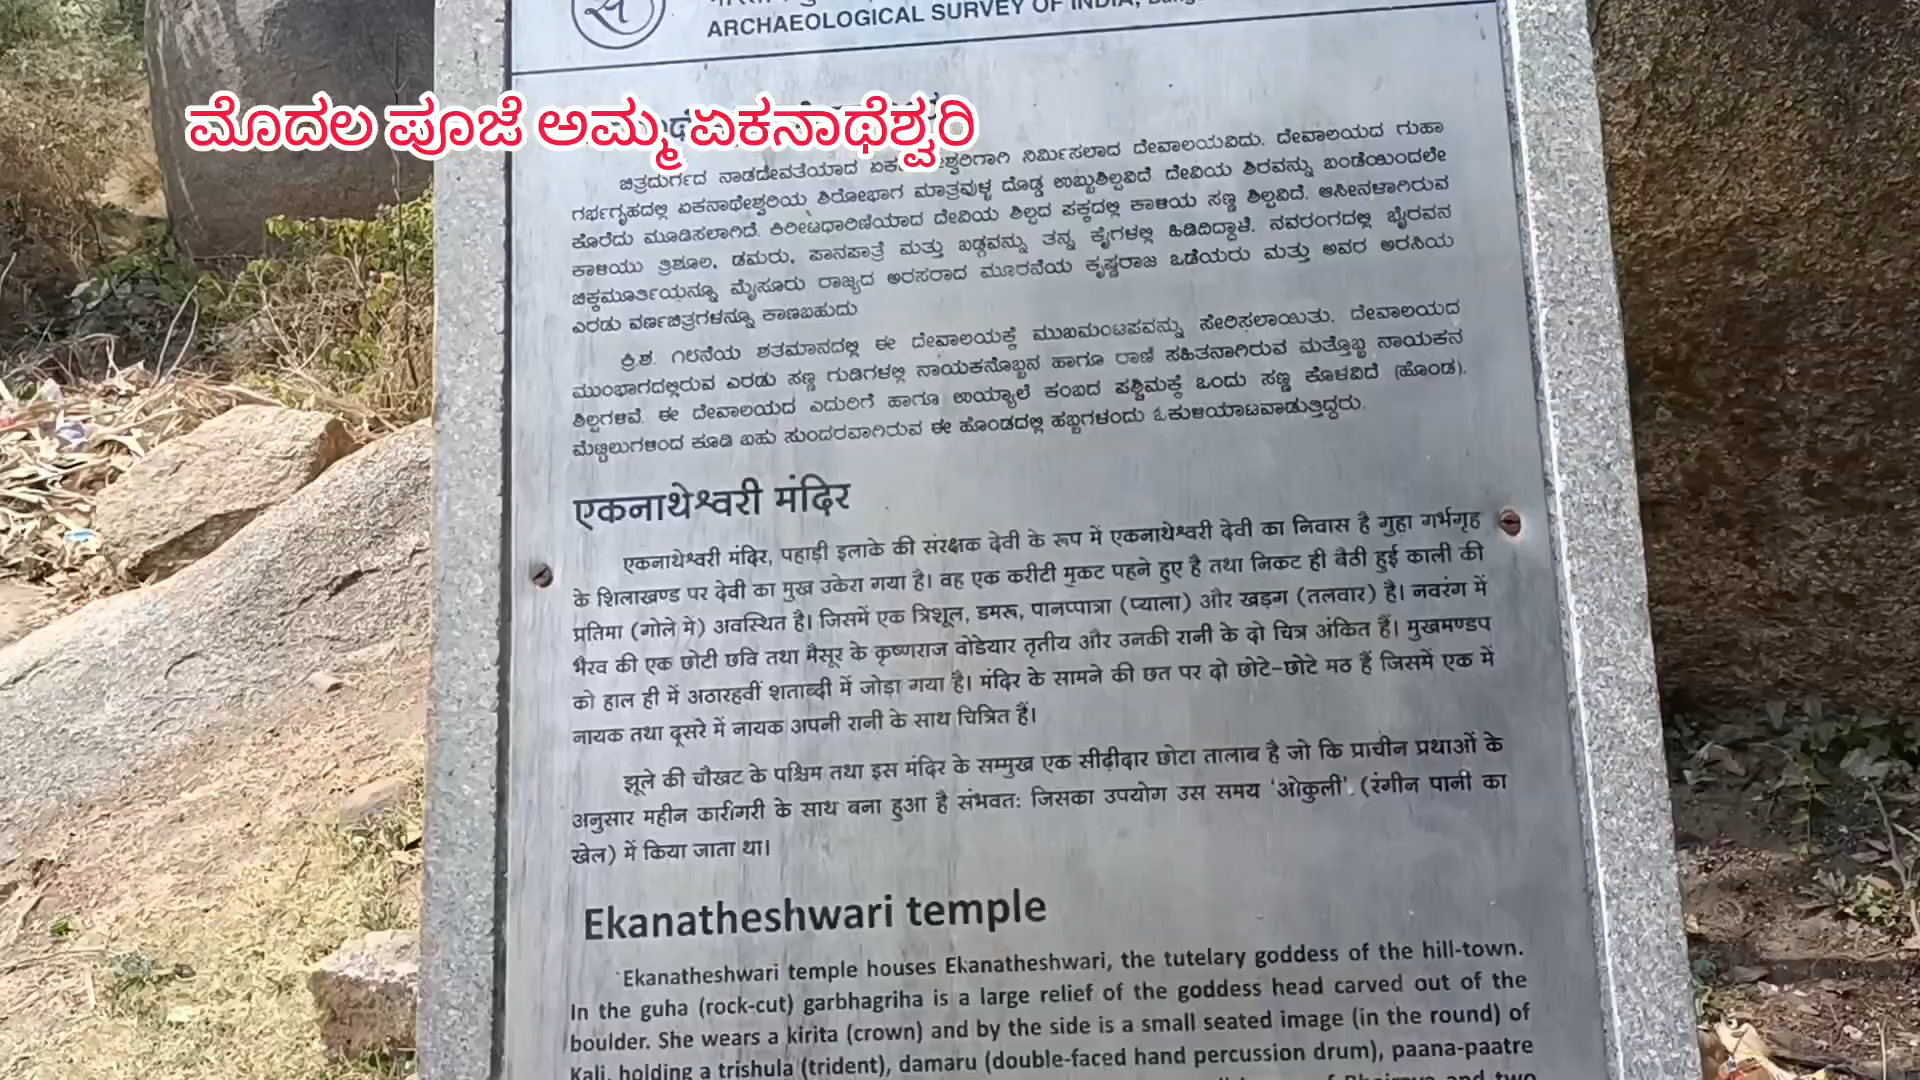 ARCHAEOLOGICAL SURVEY OF INDIA,
ಮೊದಲ ಪೂಜೆ ಅಮ್ಮ ಏಕನಾಥೇಶ್ವರಿ
ಚಿತ್ರದುರ್ಗದ ನಾಡದೇವತೆಯಾದ ನಿರ್ಮಿಸಲಾದ ದೇವಾಲಯವಿದು. ದೇವಾಲಯದ ಗುಹಾ
ಗರ್ಭಗೃಹದಲ್ಲಿ ಏಕನಾಥೇಶ್ವರಿಯ ಶಿರೋಭಾಗ ಮಾತ್ರವುಳ್ಳ ದೊಡ್ಡ ಉಬ್ಬುಶಿಲ್ಪವಿದೆ. ದೇವಿಯ ಶಿರವನ್ನು ಬಂಡೆಯಿಂದಲೇ
ಕೊರೆದು ಮೂಡಿಸಲಾಗಿದೆ. ಕಿರೀಟಧಾರಿಣಿಯಾದ ದೇವಿಯ ಶಿಲ್ಪದ ಪಕ್ಕದಲ್ಲಿ ಕಾಳಿಯ ಸಣ್ಣ ಶಿಲ್ಪವಿದೆ. ಆಸೀನಳಾಗಿರುವ
ಕಾಳಿಯು ತ್ರಿಶೂಲ, ಡಮರು, ಪಾನಪಾತ್ರೆ ಮತ್ತು ಖಡ್ಗವನ್ನು ತನ್ನ ಕೈಗಳಲ್ಲಿ ಹಿಡಿದಿದ್ದಾಳೆ. ನವರಂಗದಲ್ಲಿ ಭೈರವನ
ಚಿಕ್ಕಮೂರ್ತಿಯನ್ನೂ ಮೈಸೂರು ರಾಜ್ಯದ ಅರಸರಾದ ಮೂರನೆಯ ಕೃಷ್ಣರಾಜ ಒಡೆಯರು ಮತ್ತು ಅವರ ಅರಸಿಯ
ಎರಡು ವರ್ಣಚಿತ್ರಗಳನ್ನೂ ಕಾಣಬಹುದು
ಕ್ರಿ.ಶ. ೧೮ನೆಯ ಶತಮಾನದಲ್ಲಿ ಈ ದೇವಾಲಯಕ್ಕೆ ಮುಖಮಂಟಪವನ್ನು ಸೇರಿಸಲಾಯಿತು. ದೇವಾಲಯದ
ಮುಂಭಾಗದಲ್ಲಿರುವ ಎರಡು ಸಣ್ಣ ಗುಡಿಗಳಲ್ಲಿ ನಾಯಕನೊಬ್ಬನ ಹಾಗೂ ರಾಣಿ ಸಹಿತನಾಗಿರುವ ಮತ್ತೊಬ್ಬ ನಾಯಕನ
ಶಿಲ್ಪಗಳಿವೆ. ಈ ದೇವಾಲಯದ ಎದುರಿಗೆ ಹಾಗೂ ಉಯ್ಯಾಲೆ ಕಂಬದ ಪಶ್ಚಿಮಕ್ಕೆ ಒಂದು ಸಣ್ಣ ಕೊಳವಿದೆ (ಹೊಂಡ).
ಮೆಟ್ಟಿಲುಗಳಿಂದ ಕೂಡಿ ಬಹು ಸುಂದರವಾಗಿರುವ ಈ ಹೊಂಡದಲ್ಲಿ ಹಬ್ಬಗಳಂದು ಓಕುಳಿಯಾಟವಾಡುತ್ತಿದ್ದರು.
एकनाथेश्वरी मंदिर
एकनाथेश्वरी मंदिर, पहाड़ी इलाके की संरक्षक देवी के रूप में एकनाथेश्वरी देवी का निवास है गुहा गर्भगृह
के शिलाखण्ड पर देवी का मुख उकेरा गया है। वह एक करीटी मुकट पहने हुए है तथा निकट ही बैठी हुई काली की
प्रतिमा (गोले में) अवस्थित है। जिसमें एक त्रिशूल, डमरू, पानप्पात्रा (प्याला) और खड़ग (तलवार) है। नवरंग में
भैरव की एक छोटी छवि तथा मैसूर के कृष्णराज वोडेयार तृतीय और उनकी रानी के दो चित्र अंकित हैं। मुखमण्डप
को हाल ही में अठारहवीं शताब्दी में जोड़ा गया है। मंदिर के सामने की छत पर दो छोटे-छोटे मठ हैं जिसमें एक में
नायक तथा दूसरे में नायक अपनी रानी के साथ चित्रित हैं।
झूले की चौखट के पश्चिम तथा इस मंदिर के सम्मुख एक सीढ़ीदार छोटा तालाब है जो कि प्राचीन प्रथाओं के
अनुसार महीन कारीगरी के साथ बना हुआ है संभवतः जिसका उपयोग उस समय 'ओकुली'. (रंगीन पानी का
खेल) में किया जाता था।
Ekanatheshwari temple
Ekanatheshwari temple houses Ekanatheshwari, the tutelary goddess of the hill-town.
In the guha (rock-cut) garbhagriha is a large relief of the goddess head carved out of the
boulder. She wears a kirita (crown) and by the side is a small seated image (in the round) of
Kali, holding a trishula (trident), damaru (double-faced hand percussion drum), paana-paatre